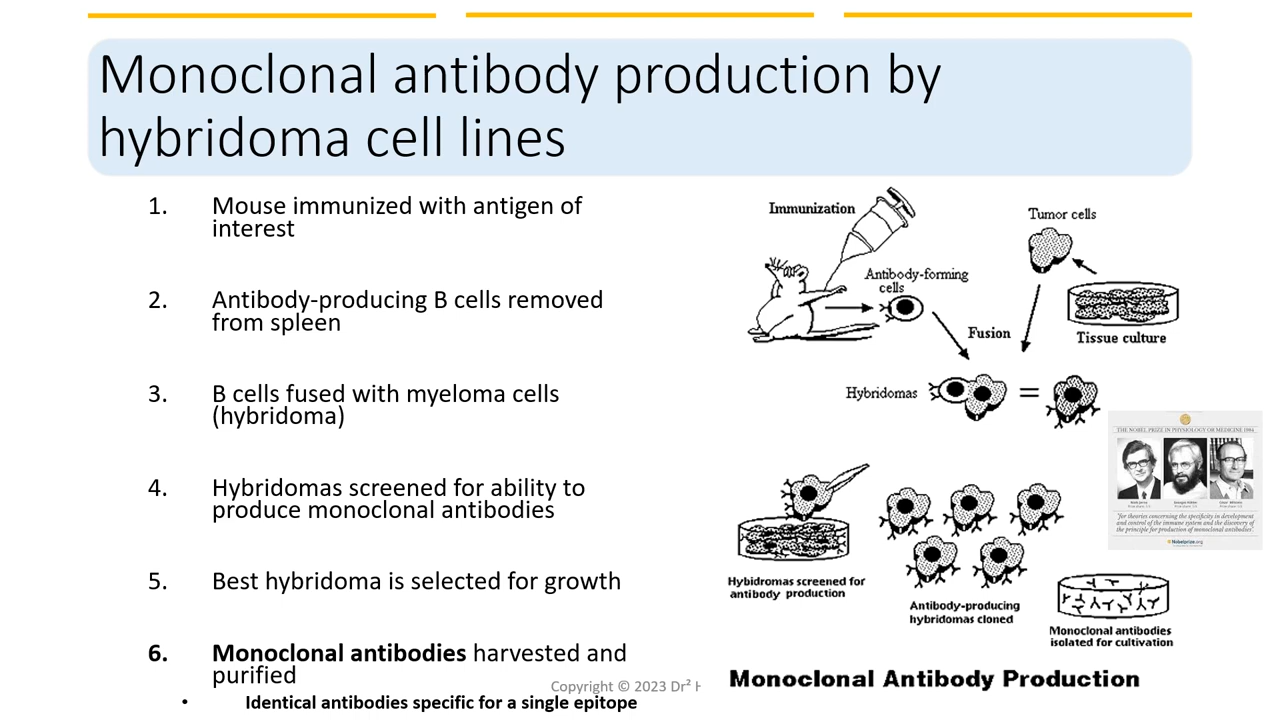 Monoclonal antibody production by
hybridoma cell lines
1. Mouse immunized with antigen of
interest
2. Antibody-producing B cells removed
from spleen
3. B cells fused with myeloma cells
(hybridoma)
4. Hybridomas screened for ability to
produce monoclonal antibodies
5. Best hybridoma is selected for growth
6. Monoclonal antibodies harvested and
purified
• Identical antibodies specific for a single epitope
Copyright © 2023 Dr² H
Immunization
Tumor cells
Antibody-forming
cells
Fusion
Tissue culture
Hybridomas
=
THE NOBEL PRIZE IN PHYSIOLOGY OR MEDICINE 1984
"for theories concerning the specificity in development
and control of the immune system and the discovery of
the principle for production of monoclonal antibodies".
Nobelprize.org
Hybidromas screened for
antibody production
Antibody-producing
hybridomas cloned
Monoclonal antibodies
isolated for cultivation
Monoclonal Antibody Production